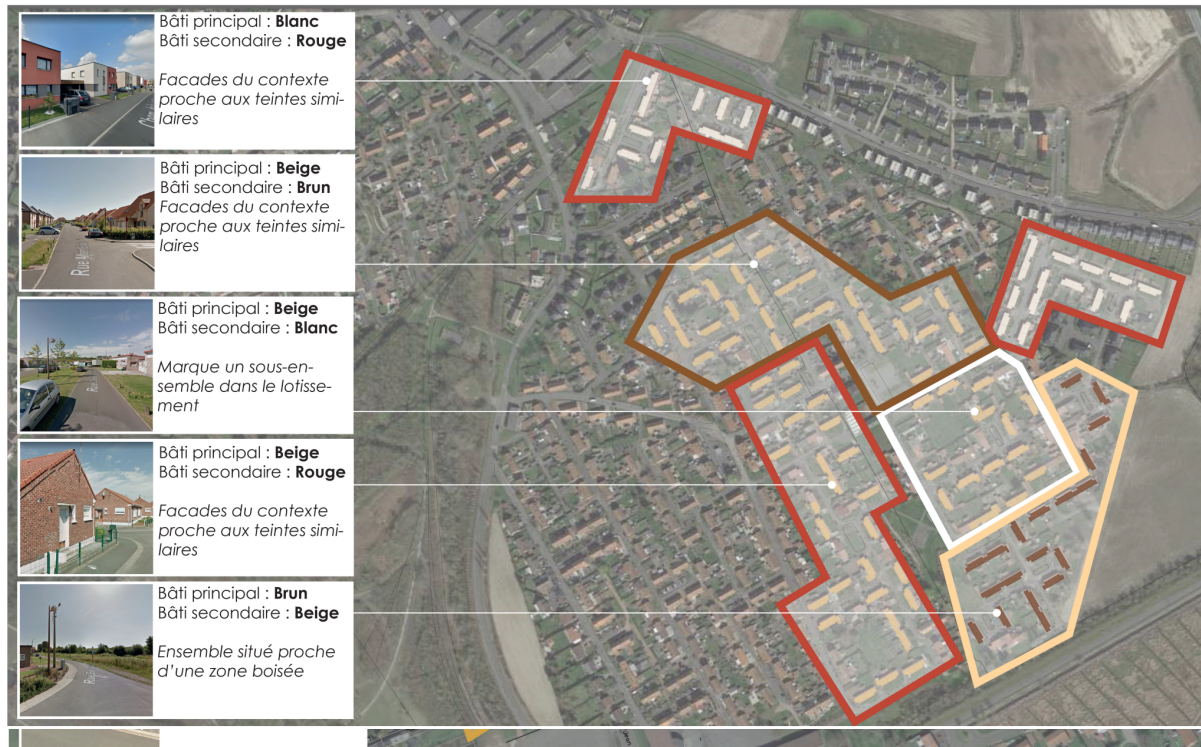 Bâti principal : Blanc
Bâti secondaire : Rouge
Facades du contexte
proche aux teintes simi-
laires
Bâti principal : Beige
Bâti secondaire : Brun
Facades du contexte
proche aux teintes simi-
laires
Bâti principal : Beige
Bâti secondaire : Blanc
Marque un sous-en-
semble dans le lotisse-
ment
Bâti principal : Beige
Bâti secondaire : Rouge
Facades du contexte
proche aux teintes simi-
laires
Bâti principal : Brun
Bâti secondaire : Beige
Ensemble situé proche
d'une zone boisée